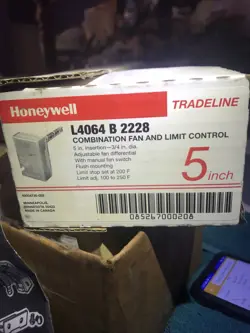 Honeywell
TRADELINE
L4064 B 2228
COMBINATION FAN AND LIMIT CONTROL
5 in. insertion—3/4 in. dia.
Adjustable fan differential
With manual fan switch
Flush mounting
Limit stop set at 200 F
Limit adj. 100 to 250 F
5 inch
MINNEAPOLIS,
MINNESOTA 55422
MADE IN CANADA
085267000208